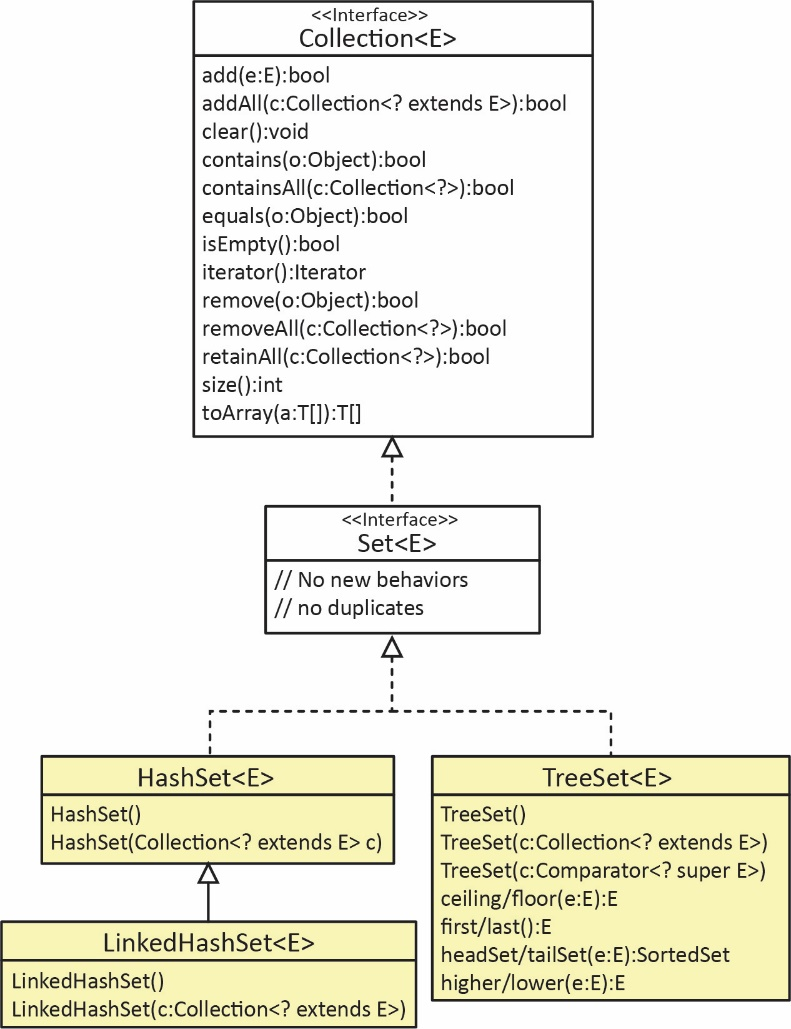 <<Interface>>
Collection<E>
add(e:E):bool
addAll(c:Collection<? extends E>):bool
clear():void
contains(o:Object):bool
containsAll(c:Collection<?>):bool
equals(o:Object):bool
isEmpty():bool
iterator():Iterator
remove(o:Object):bool
removeAll(c:Collection<?>):bool
retainAll(c:Collection<?>):bool
size():int
toArray(a:T[]):T[]
<<Interface>>
Set<E>
// No new behaviors
// no duplicates
HashSet<E>
HashSet()
HashSet(Collection<? extends E> c)
TreeSet<E>
TreeSet()
TreeSet(c:Collection<? extends E>)
TreeSet(c:Comparator<? super E>)
ceiling/floor(e:E):E
first/last():E
headSet/tailSet(e:E):SortedSet
higher/lower(e:E):E
LinkedHashSet<E>
LinkedHashSet()
LinkedHashSet(c:Collection<? extends E>)